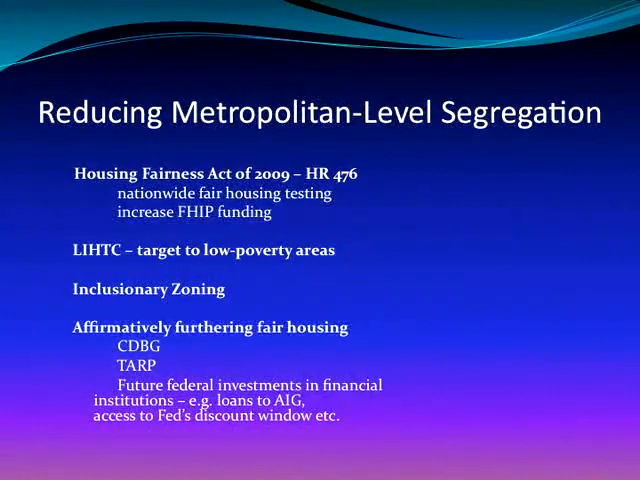 Reducing Metropolitan-Level Segregation
Housing Fairness Act of 2009 – HR 476
nationwide fair housing testing
increase FHIP funding
LIHTC – target to low-poverty areas
Inclusionary Zoning
Affirmatively furthering fair housing
CDBG
TARP
Future federal investments in financial
institutions – e.g. loans to AIG,
access to Fed's discount window etc.